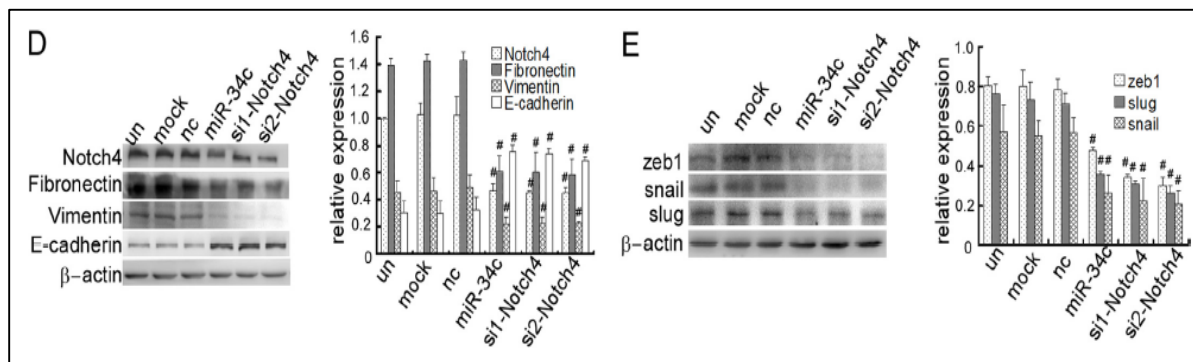 D
un mock nc miR-34c si1-Notch4 si2-Notch4
Notch4
Fibronectin
Vimentin
E-cadherin
β-actin
relative expression
1.6
1.4
1.2
1.0
0.8
0.6
0.4
0.2
0
Notch4
Fibronectin
Vimentin
E-cadherin
# # # # # # # # # # # #
un mock nc miR-34c si1-Notch4 si2-Notch4
E
un mock nc miR-34c si1-Notch4 si2-Notch4
zeb1
snail
slug
β-actin
relative expression
1.0
0.8
0.6
0.4
0.2
0
zeb1
slug
snail
# ## # # # # # #
un mock nc miR-34c si1-Notch4 si2-Notch4